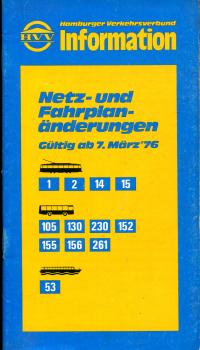 HVV
Hamburger Verkehrsverbund
Information
Netz- und
Fahrplan-
änderungen
Gültig ab 7. März '76
1 2 14 15
105 130 230 152
155 156 261
53